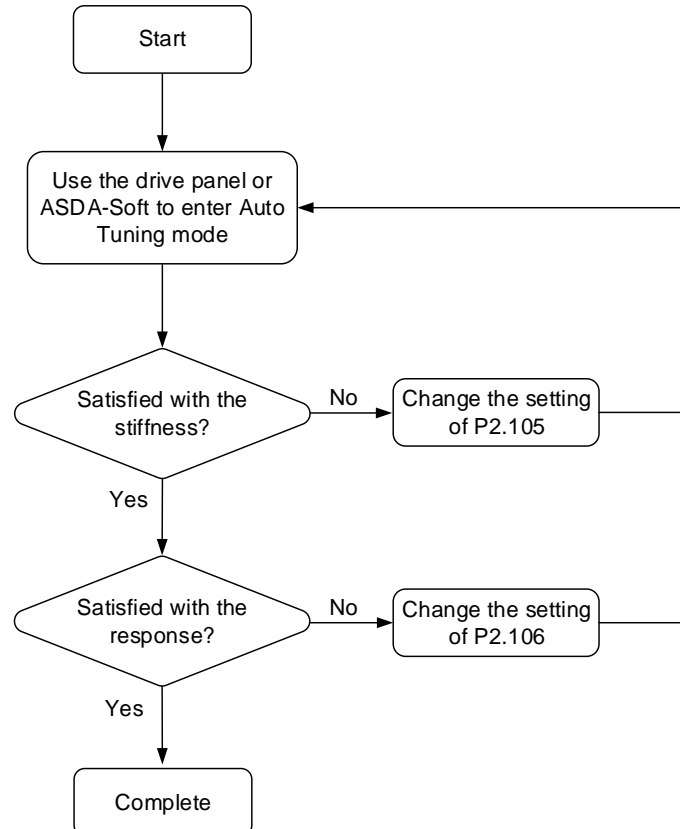 Start
Use the drive panel or
ASDA-Soft to enter Auto
Tuning mode
Satisfied with the
stiffness?
No
Change the setting
of P2.105
Yes
Satisfied with the
response?
No
Change the setting
of P2.106
Yes
Complete